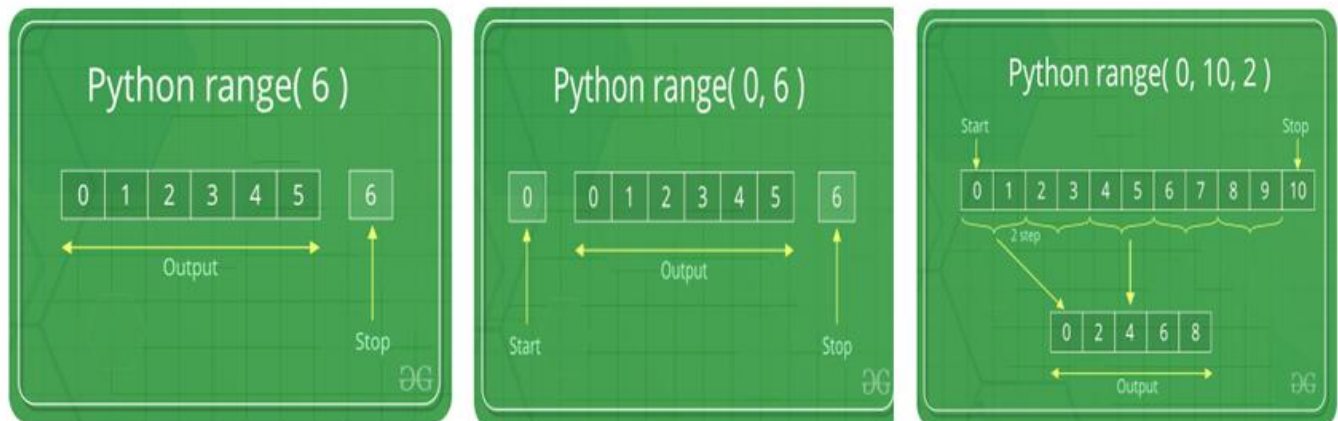 Python range( 6 )
0 1 2 3 4 5 6
Output
Stop
Python range( 0, 6 )
0 0 1 2 3 4 5 6
Output
Start Stop
Python range( 0, 10, 2 )
Start Stop
0 1 2 3 4 5 6 7 8 9 10
2 step
0 2 4 6 8
Output